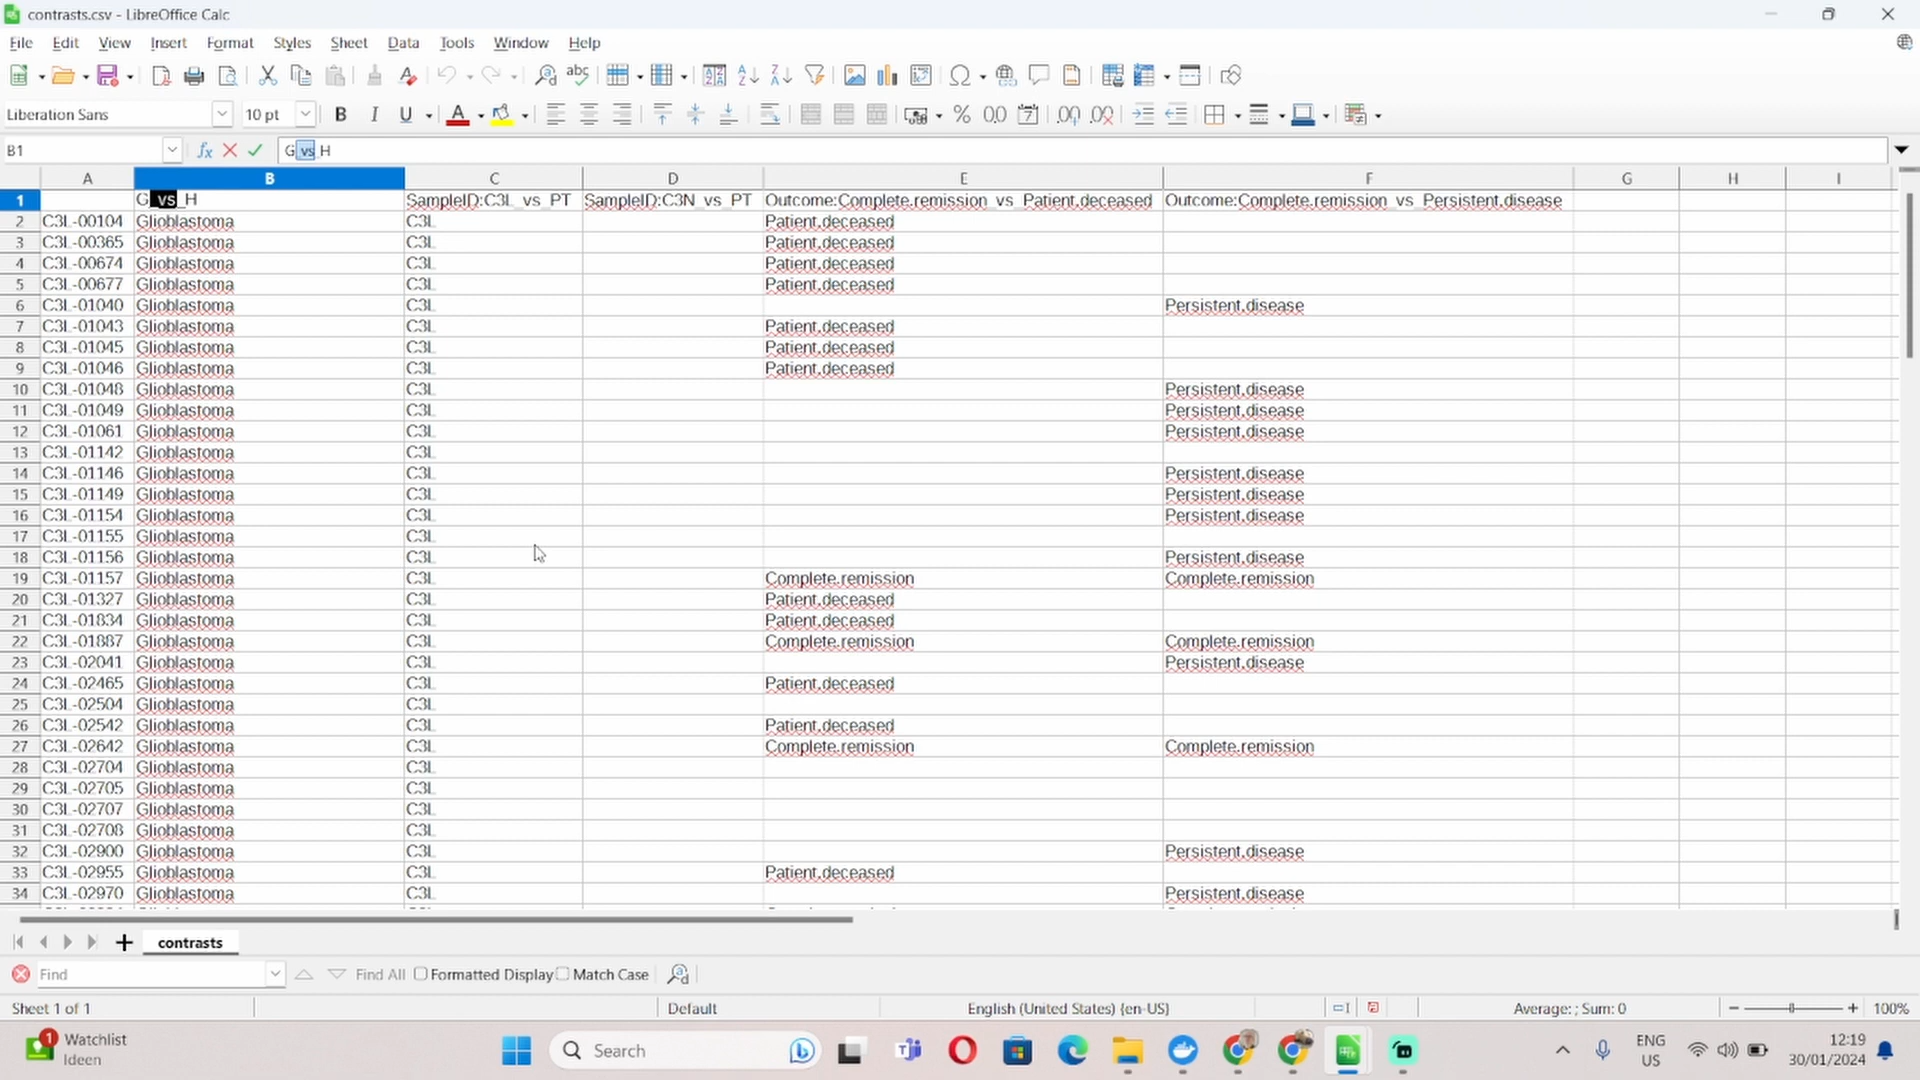 contrasts.csv - LibreOffice Calc
File Edit View Insert Format Styles Sheet Data Tools Window Help
Liberation Sans 10 pt B I U A
B1 fx G_vs_H
A B C D E F G H I
1 G_vs_H SampleID:C3L_vs_PT SampleID:C3N_vs_PT Outcome:Complete.remission_vs_Patient.deceased Outcome:Complete.remission_vs_Persistent.disease
2 C3L-00104 Glioblastoma C3L Patient.deceased
3 C3L-00365 Glioblastoma C3L Patient.deceased
4 C3L-00674 Glioblastoma C3L Patient.deceased
5 C3L-00677 Glioblastoma C3L Patient.deceased
6 C3L-01040 Glioblastoma C3L Persistent.disease
7 C3L-01043 Glioblastoma C3L Patient.deceased
8 C3L-01045 Glioblastoma C3L Patient.deceased
9 C3L-01046 Glioblastoma C3L Patient.deceased
10 C3L-01048 Glioblastoma C3L Persistent.disease
11 C3L-01049 Glioblastoma C3L Persistent.disease
12 C3L-01061 Glioblastoma C3L Persistent.disease
13 C3L-01142 Glioblastoma C3L
14 C3L-01146 Glioblastoma C3L Persistent.disease
15 C3L-01149 Glioblastoma C3L Persistent.disease
16 C3L-01154 Glioblastoma C3L Persistent.disease
17 C3L-01155 Glioblastoma C3L
18 C3L-01156 Glioblastoma C3L Persistent.disease
19 C3L-01157 Glioblastoma C3L Complete.remission Complete.remission
20 C3L-01327 Glioblastoma C3L Patient.deceased
21 C3L-01834 Glioblastoma C3L Patient.deceased
22 C3L-01887 Glioblastoma C3L Complete.remission Complete.remission
23 C3L-02041 Glioblastoma C3L Persistent.disease
24 C3L-02465 Glioblastoma C3L Patient.deceased
25 C3L-02504 Glioblastoma C3L
26 C3L-02542 Glioblastoma C3L Patient.deceased
27 C3L-02642 Glioblastoma C3L Complete.remission Complete.remission
28 C3L-02704 Glioblastoma C3L
29 C3L-02705 Glioblastoma C3L
30 C3L-02707 Glioblastoma C3L
31 C3L-02708 Glioblastoma C3L
32 C3L-02900 Glioblastoma C3L Persistent.disease
33 C3L-02955 Glioblastoma C3L Patient.deceased
34 C3L-02970 Glioblastoma C3L Persistent.disease
contrasts
Find Find All Formatted Display Match Case
Sheet 1 of 1 Default English (United States) {en-US} Average: ; Sum: 0 100%
1 Watchlist
Ideen
Search
ENG
US
12:19
30/01/2024